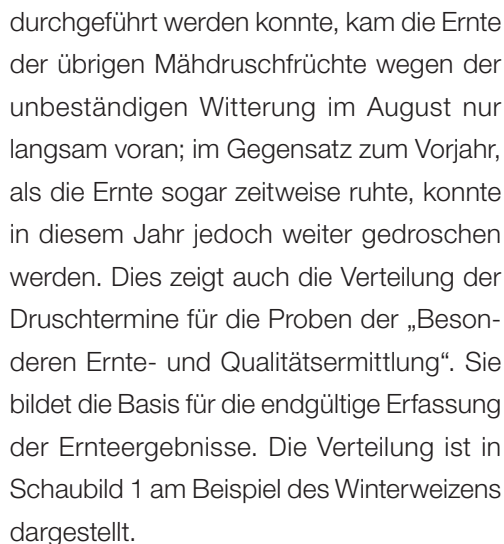 durchgeführt werden konnte, kam die Ernte
der übrigen Mähdruschfrüchte wegen der
unbeständigen Witterung im August nur
langsam voran; im Gegensatz zum Vorjahr,
als die Ernte sogar zeitweise ruhte, konnte
in diesem Jahr jedoch weiter gedroschen
werden. Dies zeigt auch die Verteilung der
Druschtermine für die Proben der „Beson-
deren Ernte- und Qualitätsermittlung“. Sie
bildet die Basis für die endgültige Erfassung
der Ernteergebnisse. Die Verteilung ist in
Schaubild 1 am Beispiel des Winterweizens
dargestellt.